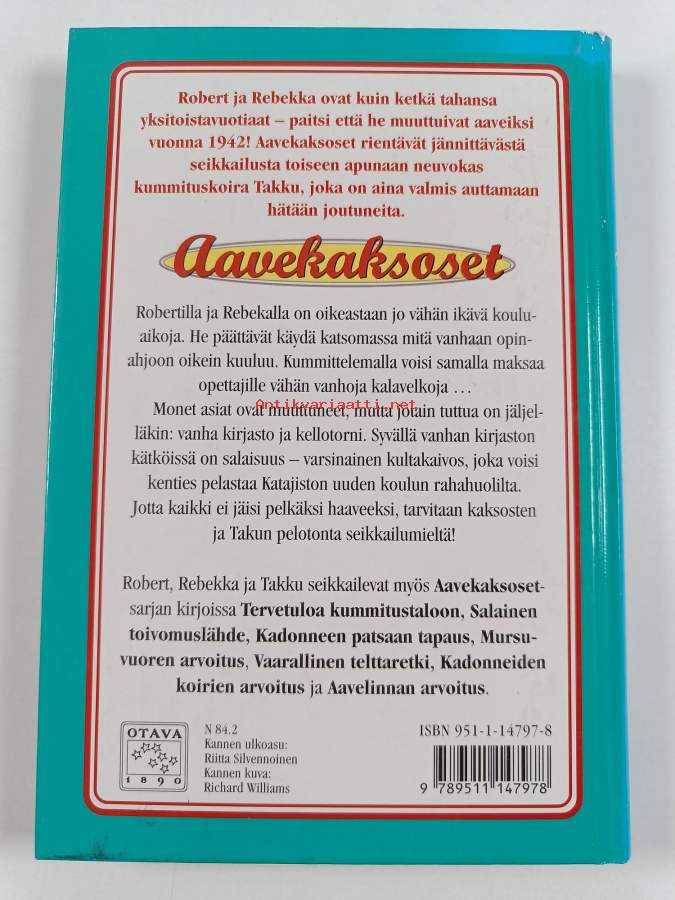 Robert ja Rebekka ovat kuin ketkä tahansa
yksitoistavuotiaat – paitsi että he muuttuivat aaveiksi
vuonna 1942! Aavekaksoset rientävät jännittävästä
seikkailusta toiseen apunaan neuvokas
kummituskoira Takku, joka on aina valmis auttamaan
hätään joutuneita.
Aavekaksoset
Robertilla ja Rebekalla on oikeastaan jo vähän ikävä koulu-
aikoja. He päättävät käydä katsomassa mitä vanhaan opin-
ahjoon oikein kuuluu. Kummittelemalla voisi samalla maksaa
opettajille vähän vanhoja kalavelkoja ...
Antikvariaatti.net
Monet asiat ovat muuttuneet, mutta jotain tuttua on jäljel-
läkin: vanha kirjasto ja kellotorni. Syvällä vanhan kirjaston
kätköissä on salaisuus – varsinainen kultakaivos, joka voisi
kenties pelastaa Katajiston uuden koulun rahahuolilta.
Jotta kaikki ei jäisi pelkäksi haaveeksi, tarvitaan kaksosten
ja Takun pelotonta seikkailumieltä!
Robert, Rebekka ja Takku seikkailevat myös Aavekaksoset-
sarjan kirjoissa Tervetuloa kummitustaloon, Salainen
toivomuslähde, Kadonneen patsaan tapaus, Mursu-
vuoren arvoitus, Vaarallinen telttaretki, Kadonneiden
koirien arvoitus ja Aavelinnan arvoitus.
OTAVA
1890
N 84.2
Kannen ulkoasu:
Riitta Silvennoinen
Kannen kuva:
Richard Williams
ISBN 951-1-14797-8
9 789511 147978